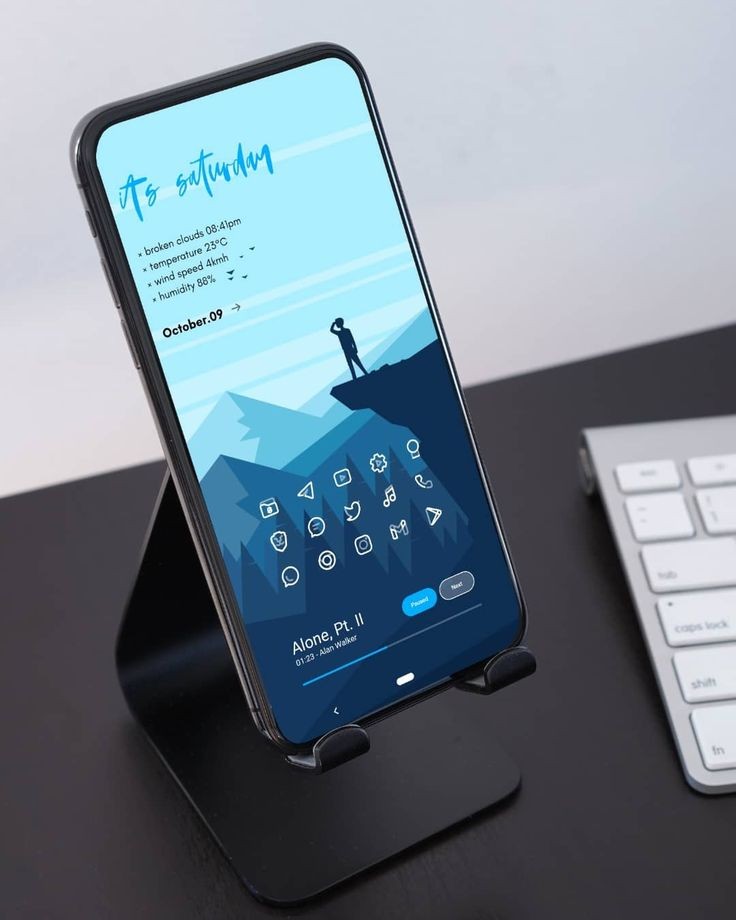 it's saturday
× broken clouds 08:41pm
× temperature 23°C
× wind speed 4kmh
× humidity 88%
October.09 →
Paused
Next
Alone, Pt. II
01:23 - Alan Walker
tab
caps lock
shift
fn